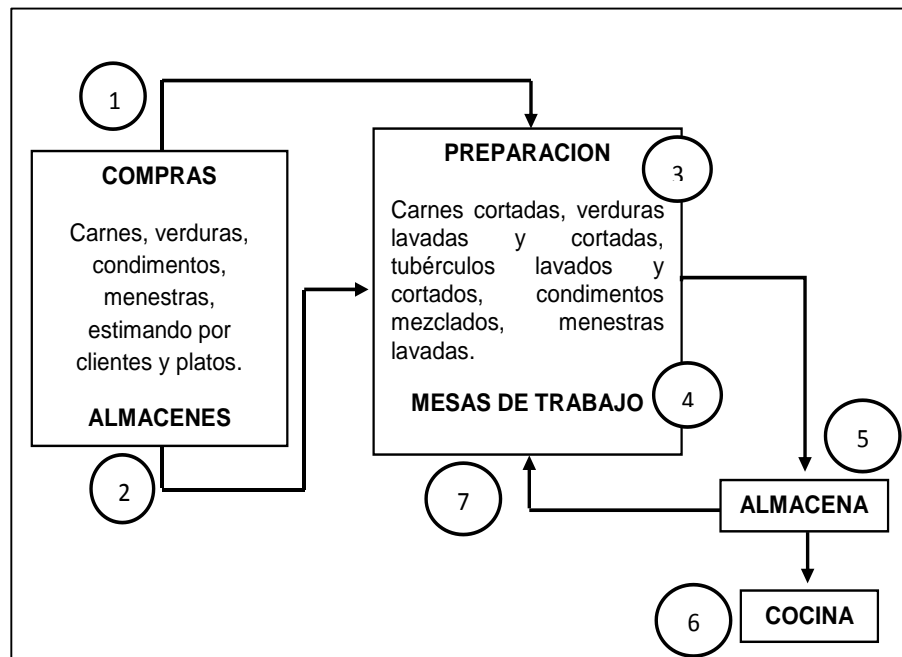 1
COMPRAS
Carnes, verduras,
condimentos,
menestras,
estimando por
clientes y platos.
ALMACENES
2
PREPARACION
3
Carnes cortadas, verduras
lavadas y cortadas,
tubérculos lavados y
cortados, condimentos
mezclados, menestras
lavadas.
MESAS DE TRABAJO
4
5
ALMACENA
7
6
COCINA